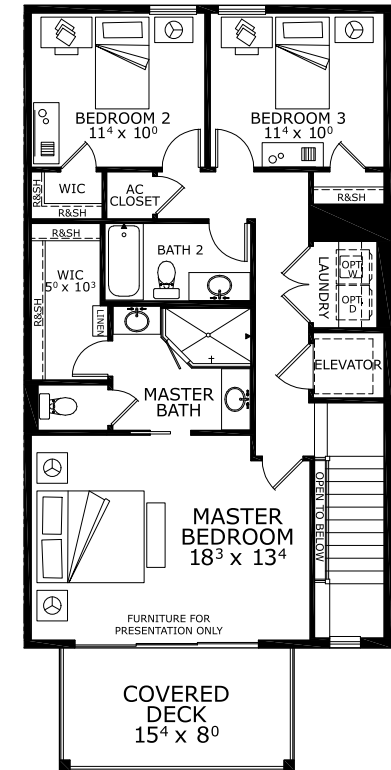 BEDROOM 2
11⁴ x 10⁰
BEDROOM 3
11⁴ x 10⁰
R&SH
WIC
R&SH
AC
CLOSET
R&SH
R&SH
WIC
5⁰ x 10³
R&SH
LINEN
BATH 2
LAUNDRY
OPT
W
OPT
D
ELEVATOR
MASTER
BATH
OPEN TO BELOW
MASTER
BEDROOM
18³ x 13⁴
FURNITURE FOR
PRESENTATION ONLY
COVERED
DECK
15⁴ x 8⁰